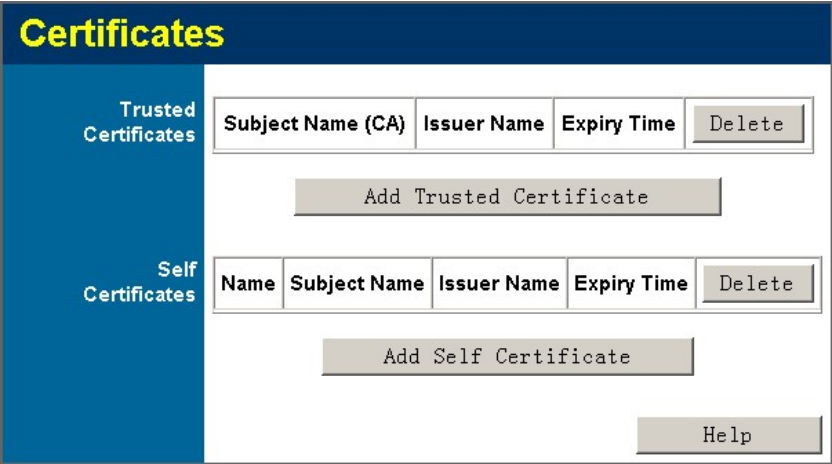 Certificates
Trusted
Certificates
Subject Name (CA) Issuer Name Expiry Time Delete
Add Trusted Certificate
Self
Certificates
Name Subject Name Issuer Name Expiry Time Delete
Add Self Certificate
Help